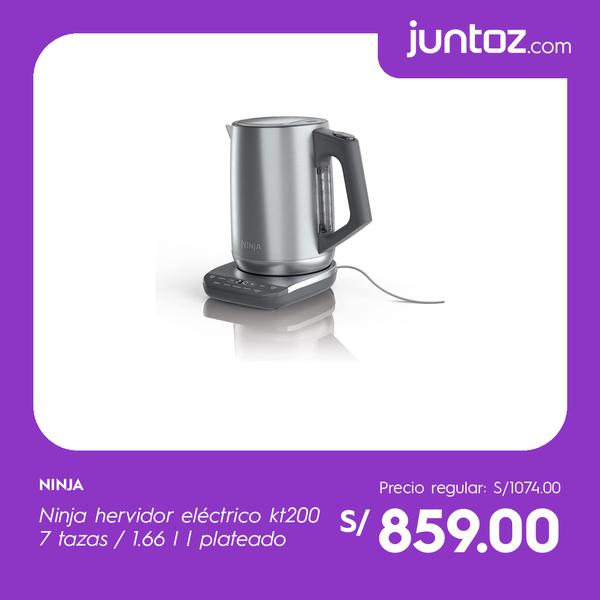 juntoz.com
NINJA
NINJA
Precio regular: S/1074.00
Ninja hervidor eléctrico kt200
7 tazas / 1.66 l l plateado
S/ 859.00